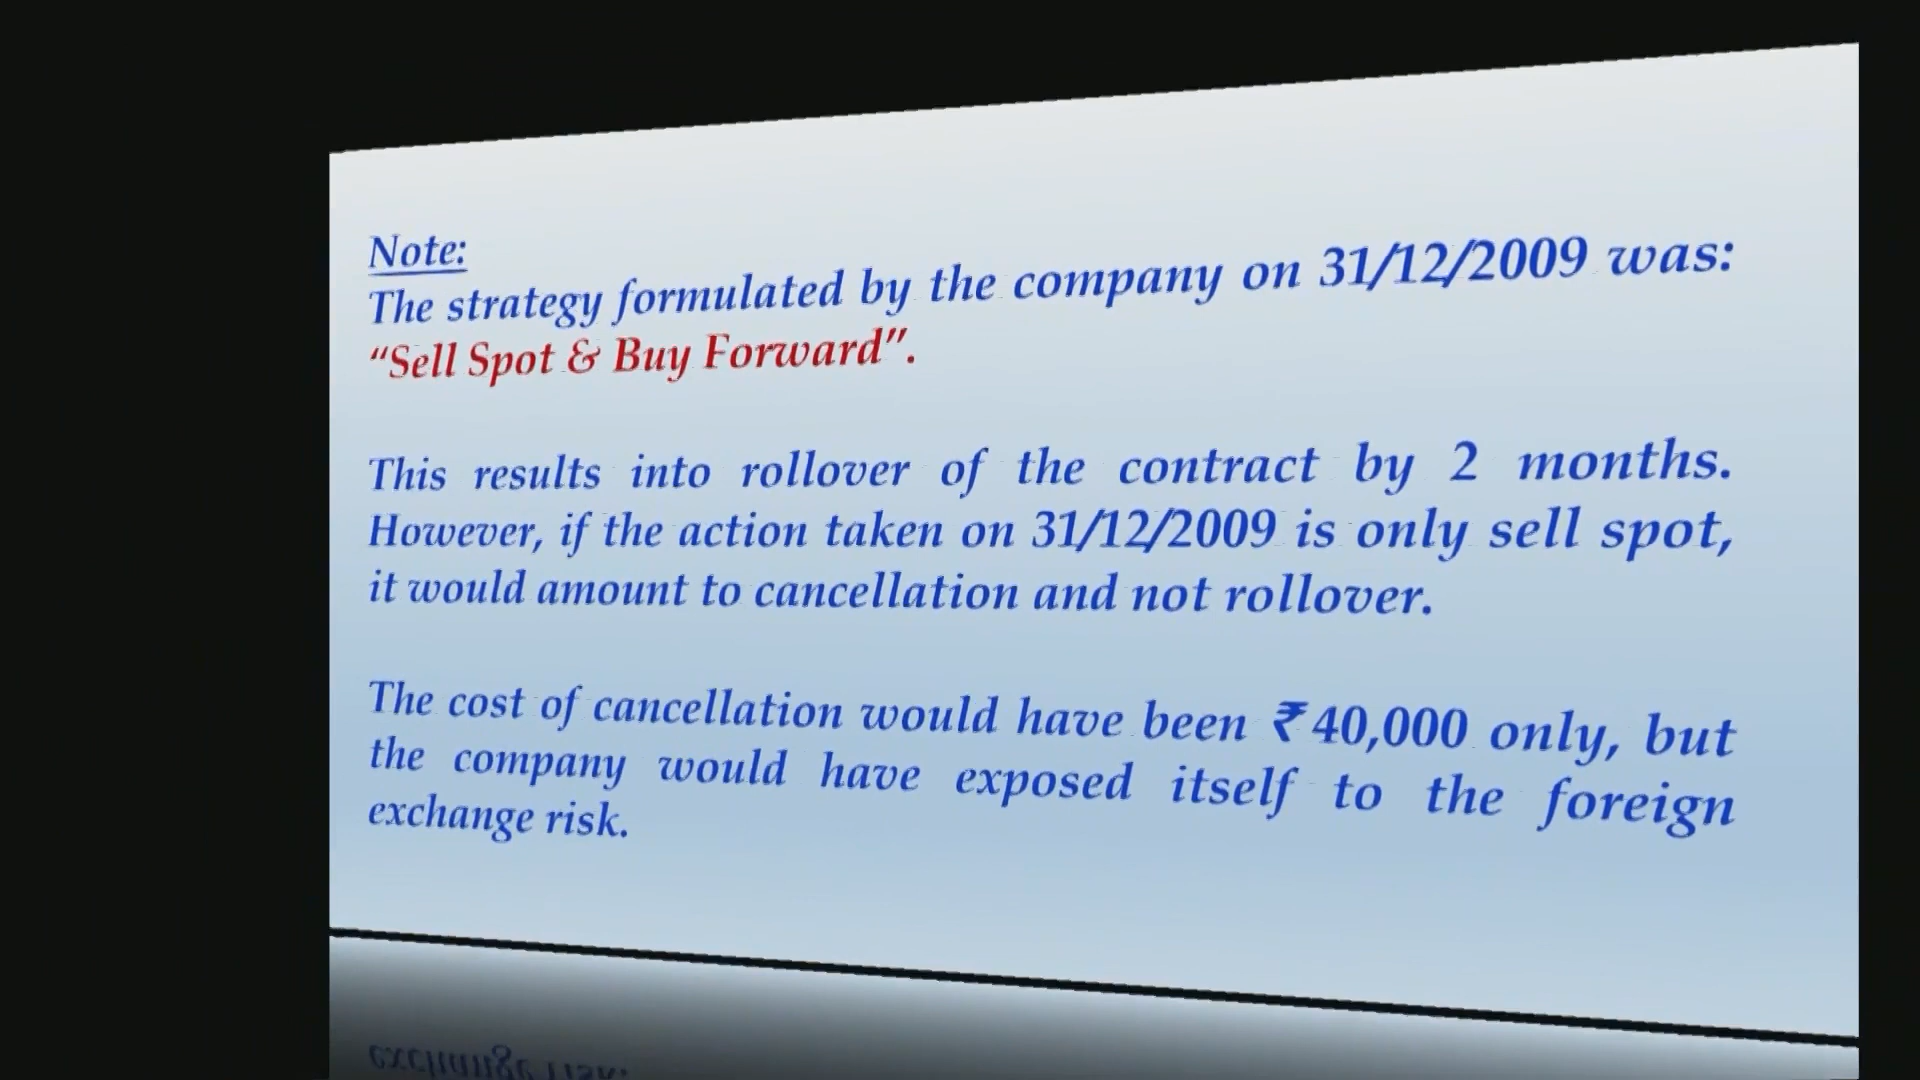 Note:
The strategy formulated by the company on 31/12/2009 was:
“Sell Spot & Buy Forward”.
This results into rollover of the contract by 2 months.
However, if the action taken on 31/12/2009 is only sell spot,
it would amount to cancellation and not rollover.
The cost of cancellation would have been ₹40,000 only, but
the company would have exposed itself to the foreign
exchange risk.